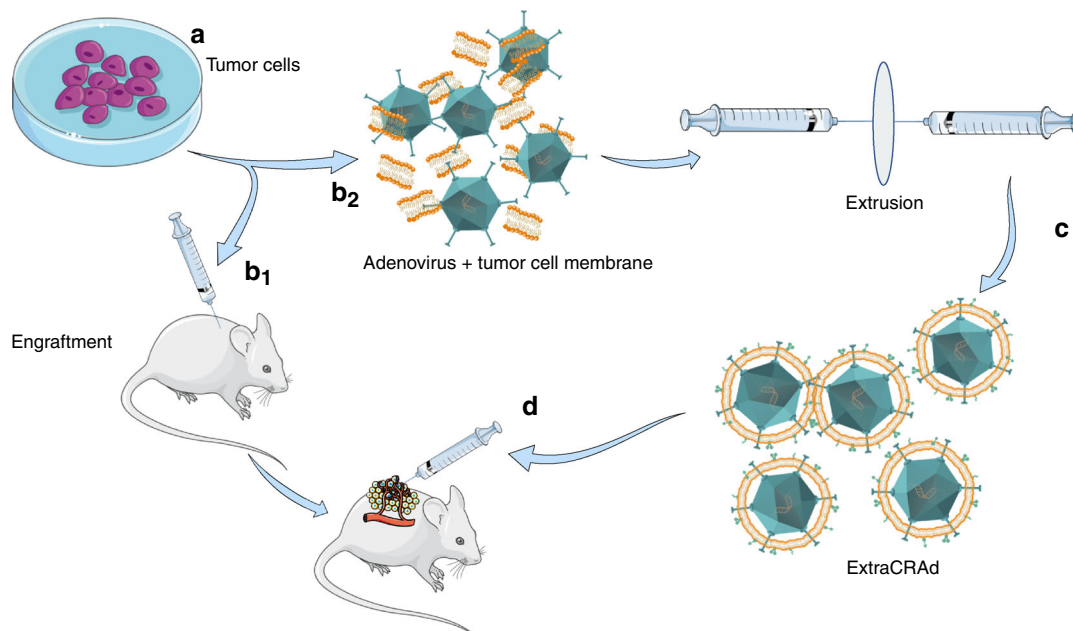 a
Tumor cells
b2
Adenovirus + tumor cell membrane
Extrusion
c
b1
Engraftment
d
ExtraCRAd